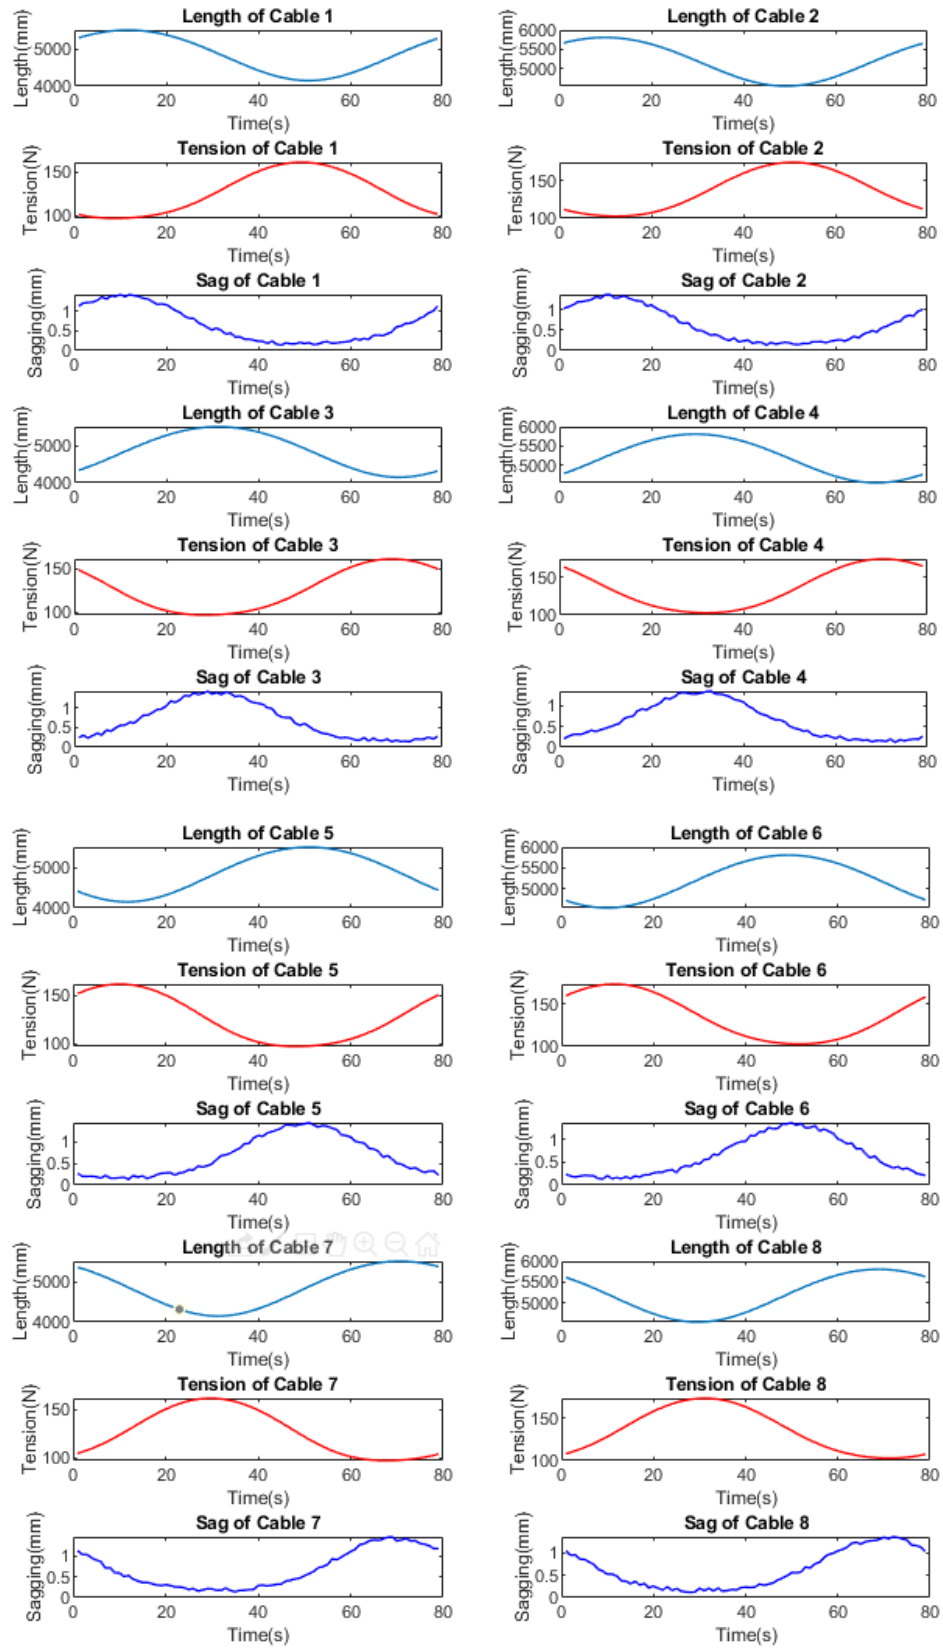 Length of Cable 1
Length(mm)
5000
4000
0 20 40 60 80
Time(s)
Length of Cable 2
Length(mm)
6000
5500
5000
0 20 40 60 80
Time(s)
Tension of Cable 1
Tension(N)
150
100
0 20 40 60 80
Time(s)
Tension of Cable 2
Tension(N)
150
100
0 20 40 60 80
Time(s)
Sag of Cable 1
Sagging(mm)
1
0.5
0
0 20 40 60 80
Time(s)
Sag of Cable 2
Sagging(mm)
1
0.5
0
0 20 40 60 80
Time(s)
Length of Cable 3
Length(mm)
5000
4000
0 20 40 60 80
Time(s)
Length of Cable 4
Length(mm)
6000
5500
5000
0 20 40 60 80
Time(s)
Tension of Cable 3
Tension(N)
150
100
0 20 40 60 80
Time(s)
Tension of Cable 4
Tension(N)
150
100
0 20 40 60 80
Time(s)
Sag of Cable 3
Sagging(mm)
1
0.5
0
0 20 40 60 80
Time(s)
Sag of Cable 4
Sagging(mm)
1
0.5
0
0 20 40 60 80
Time(s)
Length of Cable 5
Length(mm)
5000
4000
0 20 40 60 80
Time(s)
Length of Cable 6
Length(mm)
6000
5500
5000
0 20 40 60 80
Time(s)
Tension of Cable 5
Tension(N)
150
100
0 20 40 60 80
Time(s)
Tension of Cable 6
Tension(N)
150
100
0 20 40 60 80
Time(s)
Sag of Cable 5
Sagging(mm)
1
0.5
0
0 20 40 60 80
Time(s)
Sag of Cable 6
Sagging(mm)
1
0.5
0
0 20 40 60 80
Time(s)
Length of Cable 7
Length(mm)
5000
4000
0 20 40 60 80
Time(s)
Length of Cable 8
Length(mm)
6000
5500
5000
0 20 40 60 80
Time(s)
Tension of Cable 7
Tension(N)
150
100
0 20 40 60 80
Time(s)
Tension of Cable 8
Tension(N)
150
100
0 20 40 60 80
Time(s)
Sag of Cable 7
Sagging(mm)
1
0.5
0
0 20 40 60 80
Time(s)
Sag of Cable 8
Sagging(mm)
1
0.5
0
0 20 40 60 80
Time(s)